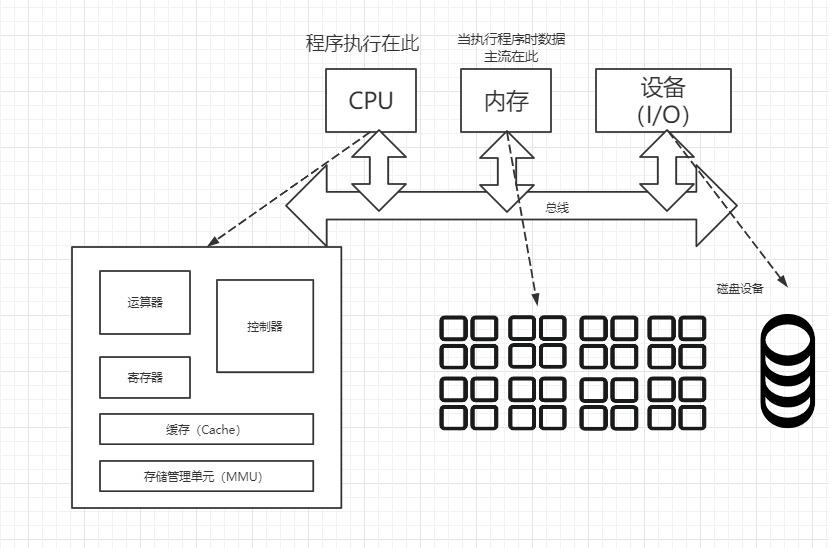 程序执行在此
当执行程序时数据
主流在此
CPU
内存
设备
（I/O）
总线
磁盘设备
运算器
控制器
寄存器
缓存（Cache）
存储管理单元（MMU）